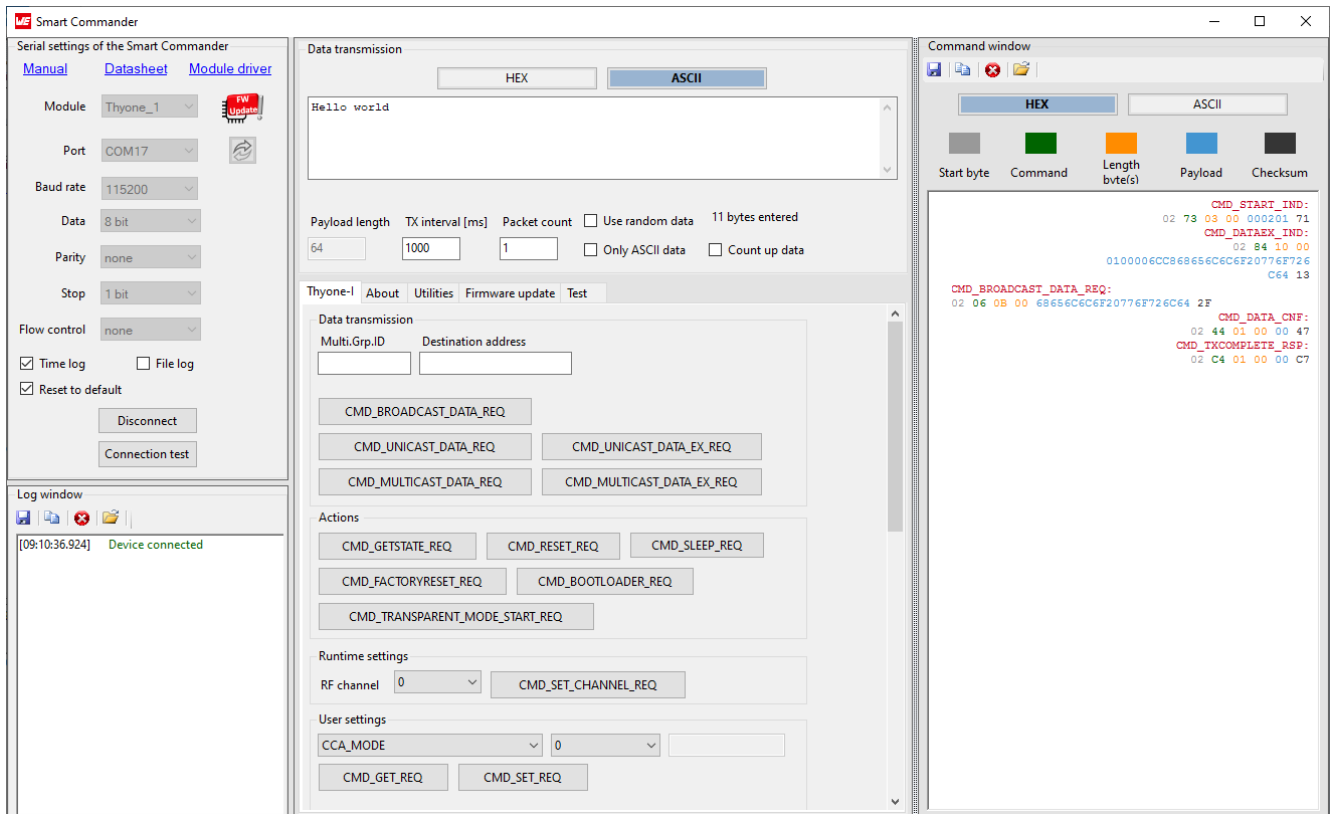 WE Smart Commander
Serial settings of the Smart Commander
Manual Datasheet Module driver
Module Thyone_1 FW Update
Port COM17
Baud rate 115200
Data 8 bit
Parity none
Stop 1 bit
Flow control none
Time log File log
Reset to default
Disconnect
Connection test
Log window
[09:10:36.924] Device connected
Data transmission
HEX ASCII
Hello world
Payload length TX interval [ms] Packet count Use random data 11 bytes entered
64 1000 1 Only ASCII data Count up data
Thyone-I About Utilities Firmware update Test
Data transmission
Multi.Grp.ID Destination address
CMD_BROADCAST_DATA_REQ
CMD_UNICAST_DATA_REQ CMD_UNICAST_DATA_EX_REQ
CMD_MULTICAST_DATA_REQ CMD_MULTICAST_DATA_EX_REQ
Actions
CMD_GETSTATE_REQ CMD_RESET_REQ CMD_SLEEP_REQ
CMD_FACTORYRESET_REQ CMD_BOOTLOADER_REQ
CMD_TRANSPARENT_MODE_START_REQ
Runtime settings
RF channel 0 CMD_SET_CHANNEL_REQ
User settings
CCA_MODE 0
CMD_GET_REQ CMD_SET_REQ
Command window
HEX ASCII
Start byte Command Length byte(s) Payload Checksum
CMD_START_IND:
02 73 03 00 000201 71
CMD_DATAEX_IND:
02 84 10 00
0100006CC868656C6C6F20776F726
C64 13
CMD_BROADCAST_DATA_REQ:
02 06 0B 00 68656C6C6F20776F726C64 2F
CMD_DATA_CNF:
02 44 01 00 00 47
CMD_TXCOMPLETE_RSP:
02 C4 01 00 00 C7